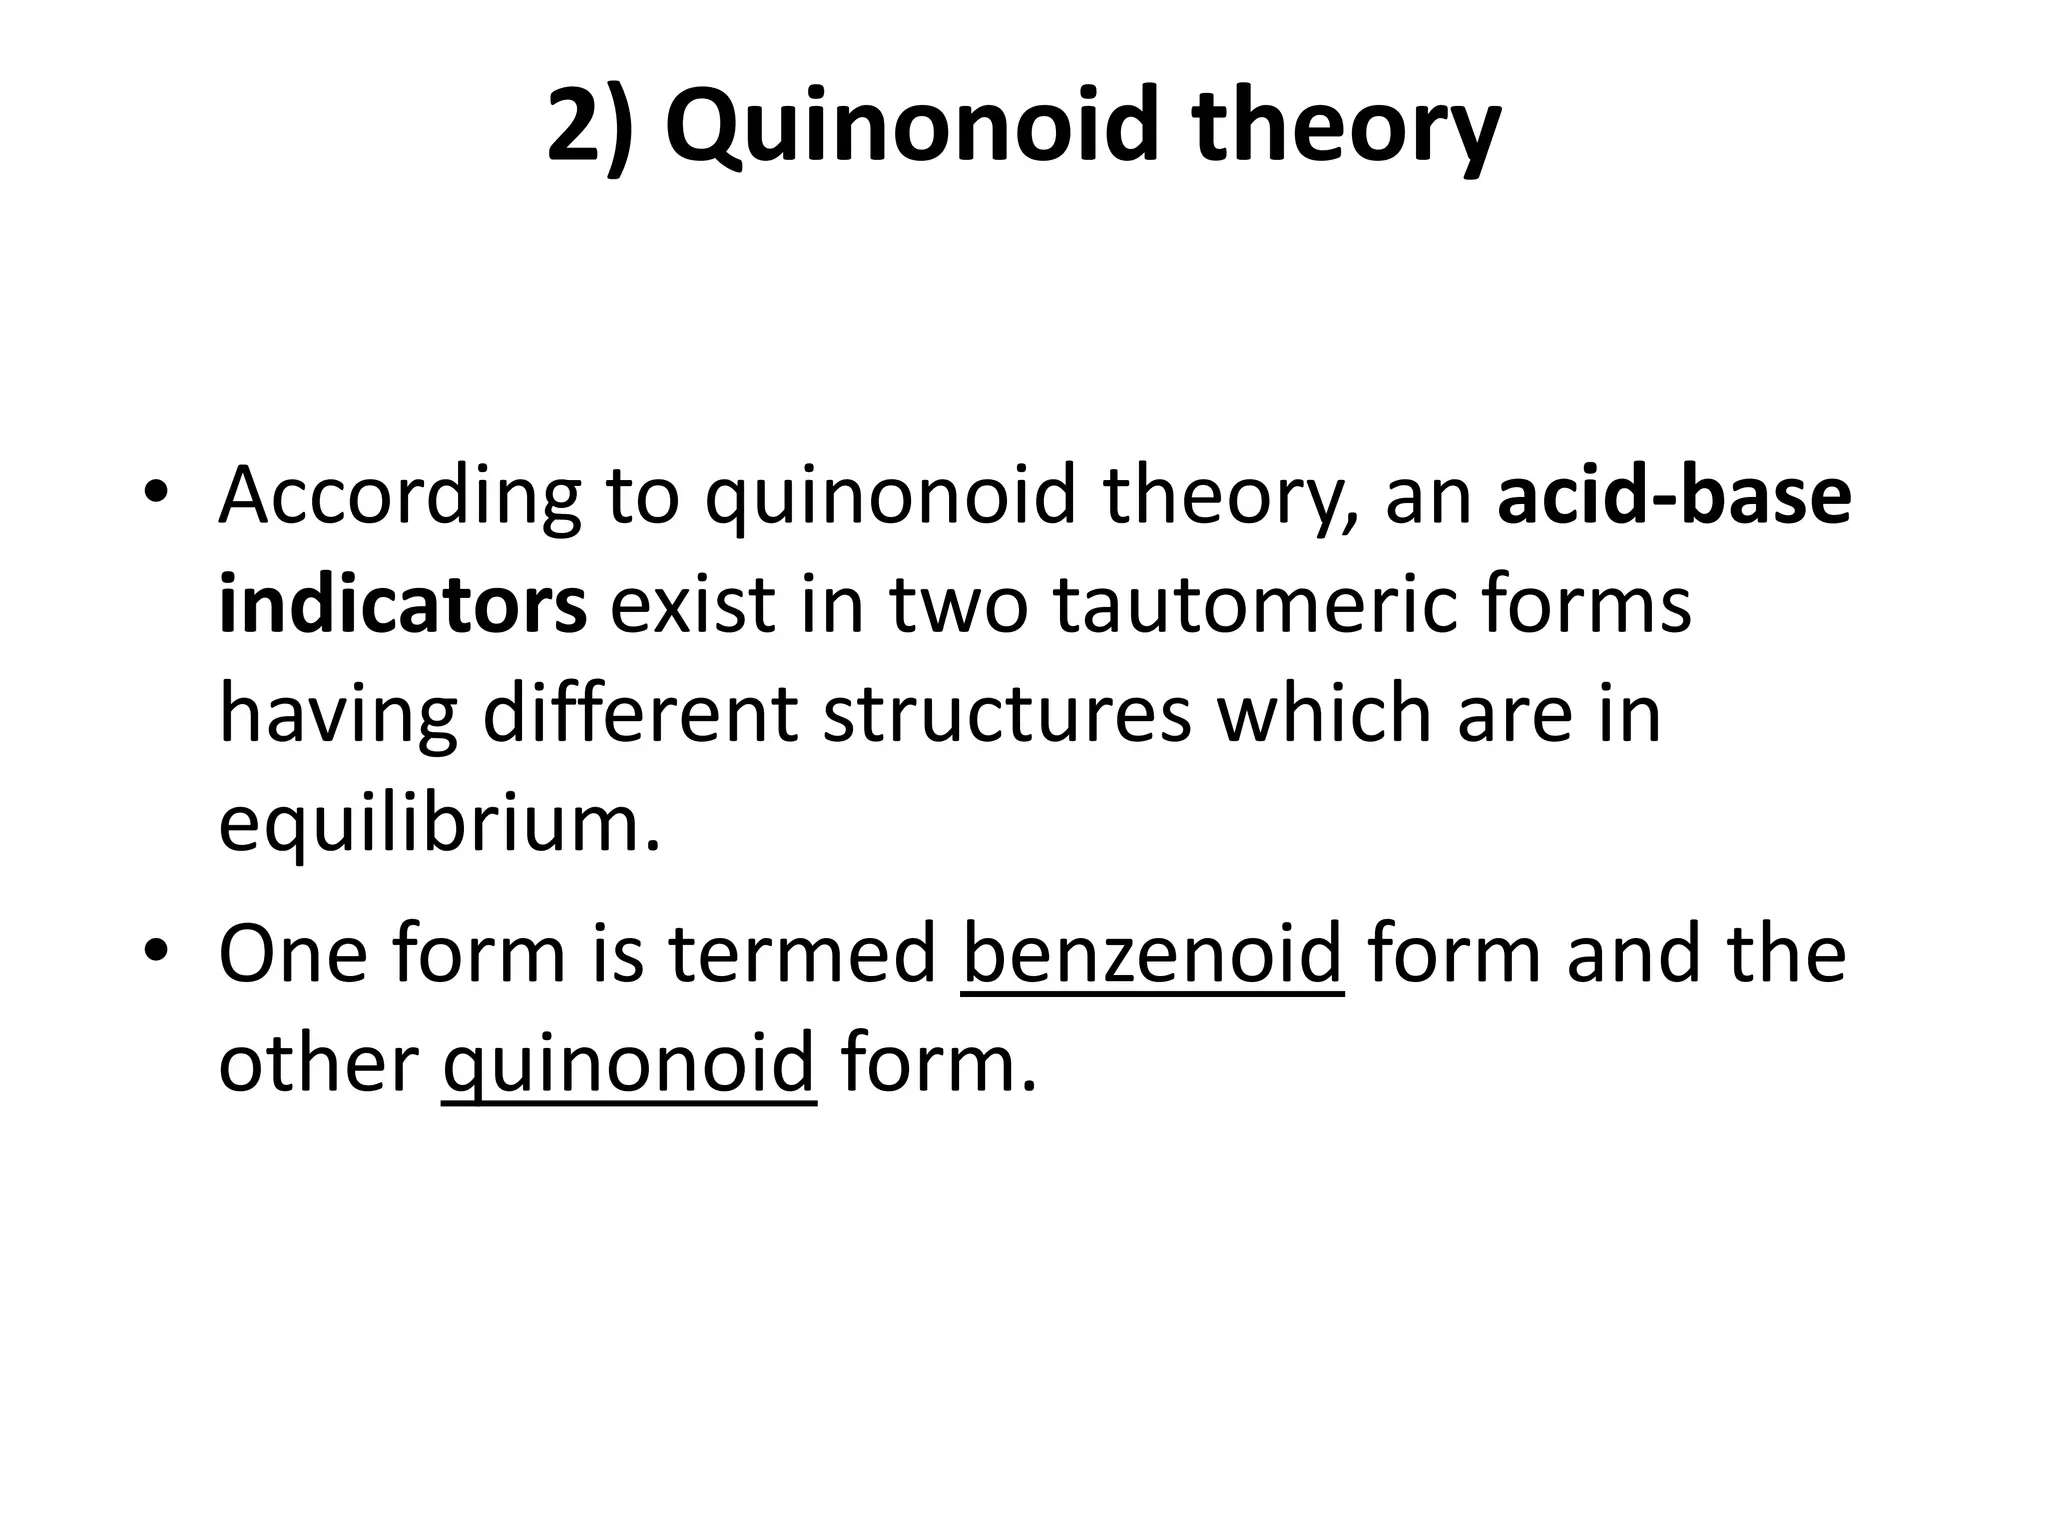 2) Quinonoid theory
• According to quinonoid theory, an acid-base
indicators exist in two tautomeric forms
having different structures which are in
equilibrium.
• One form is termed benzenoid form and the
other quinonoid form.